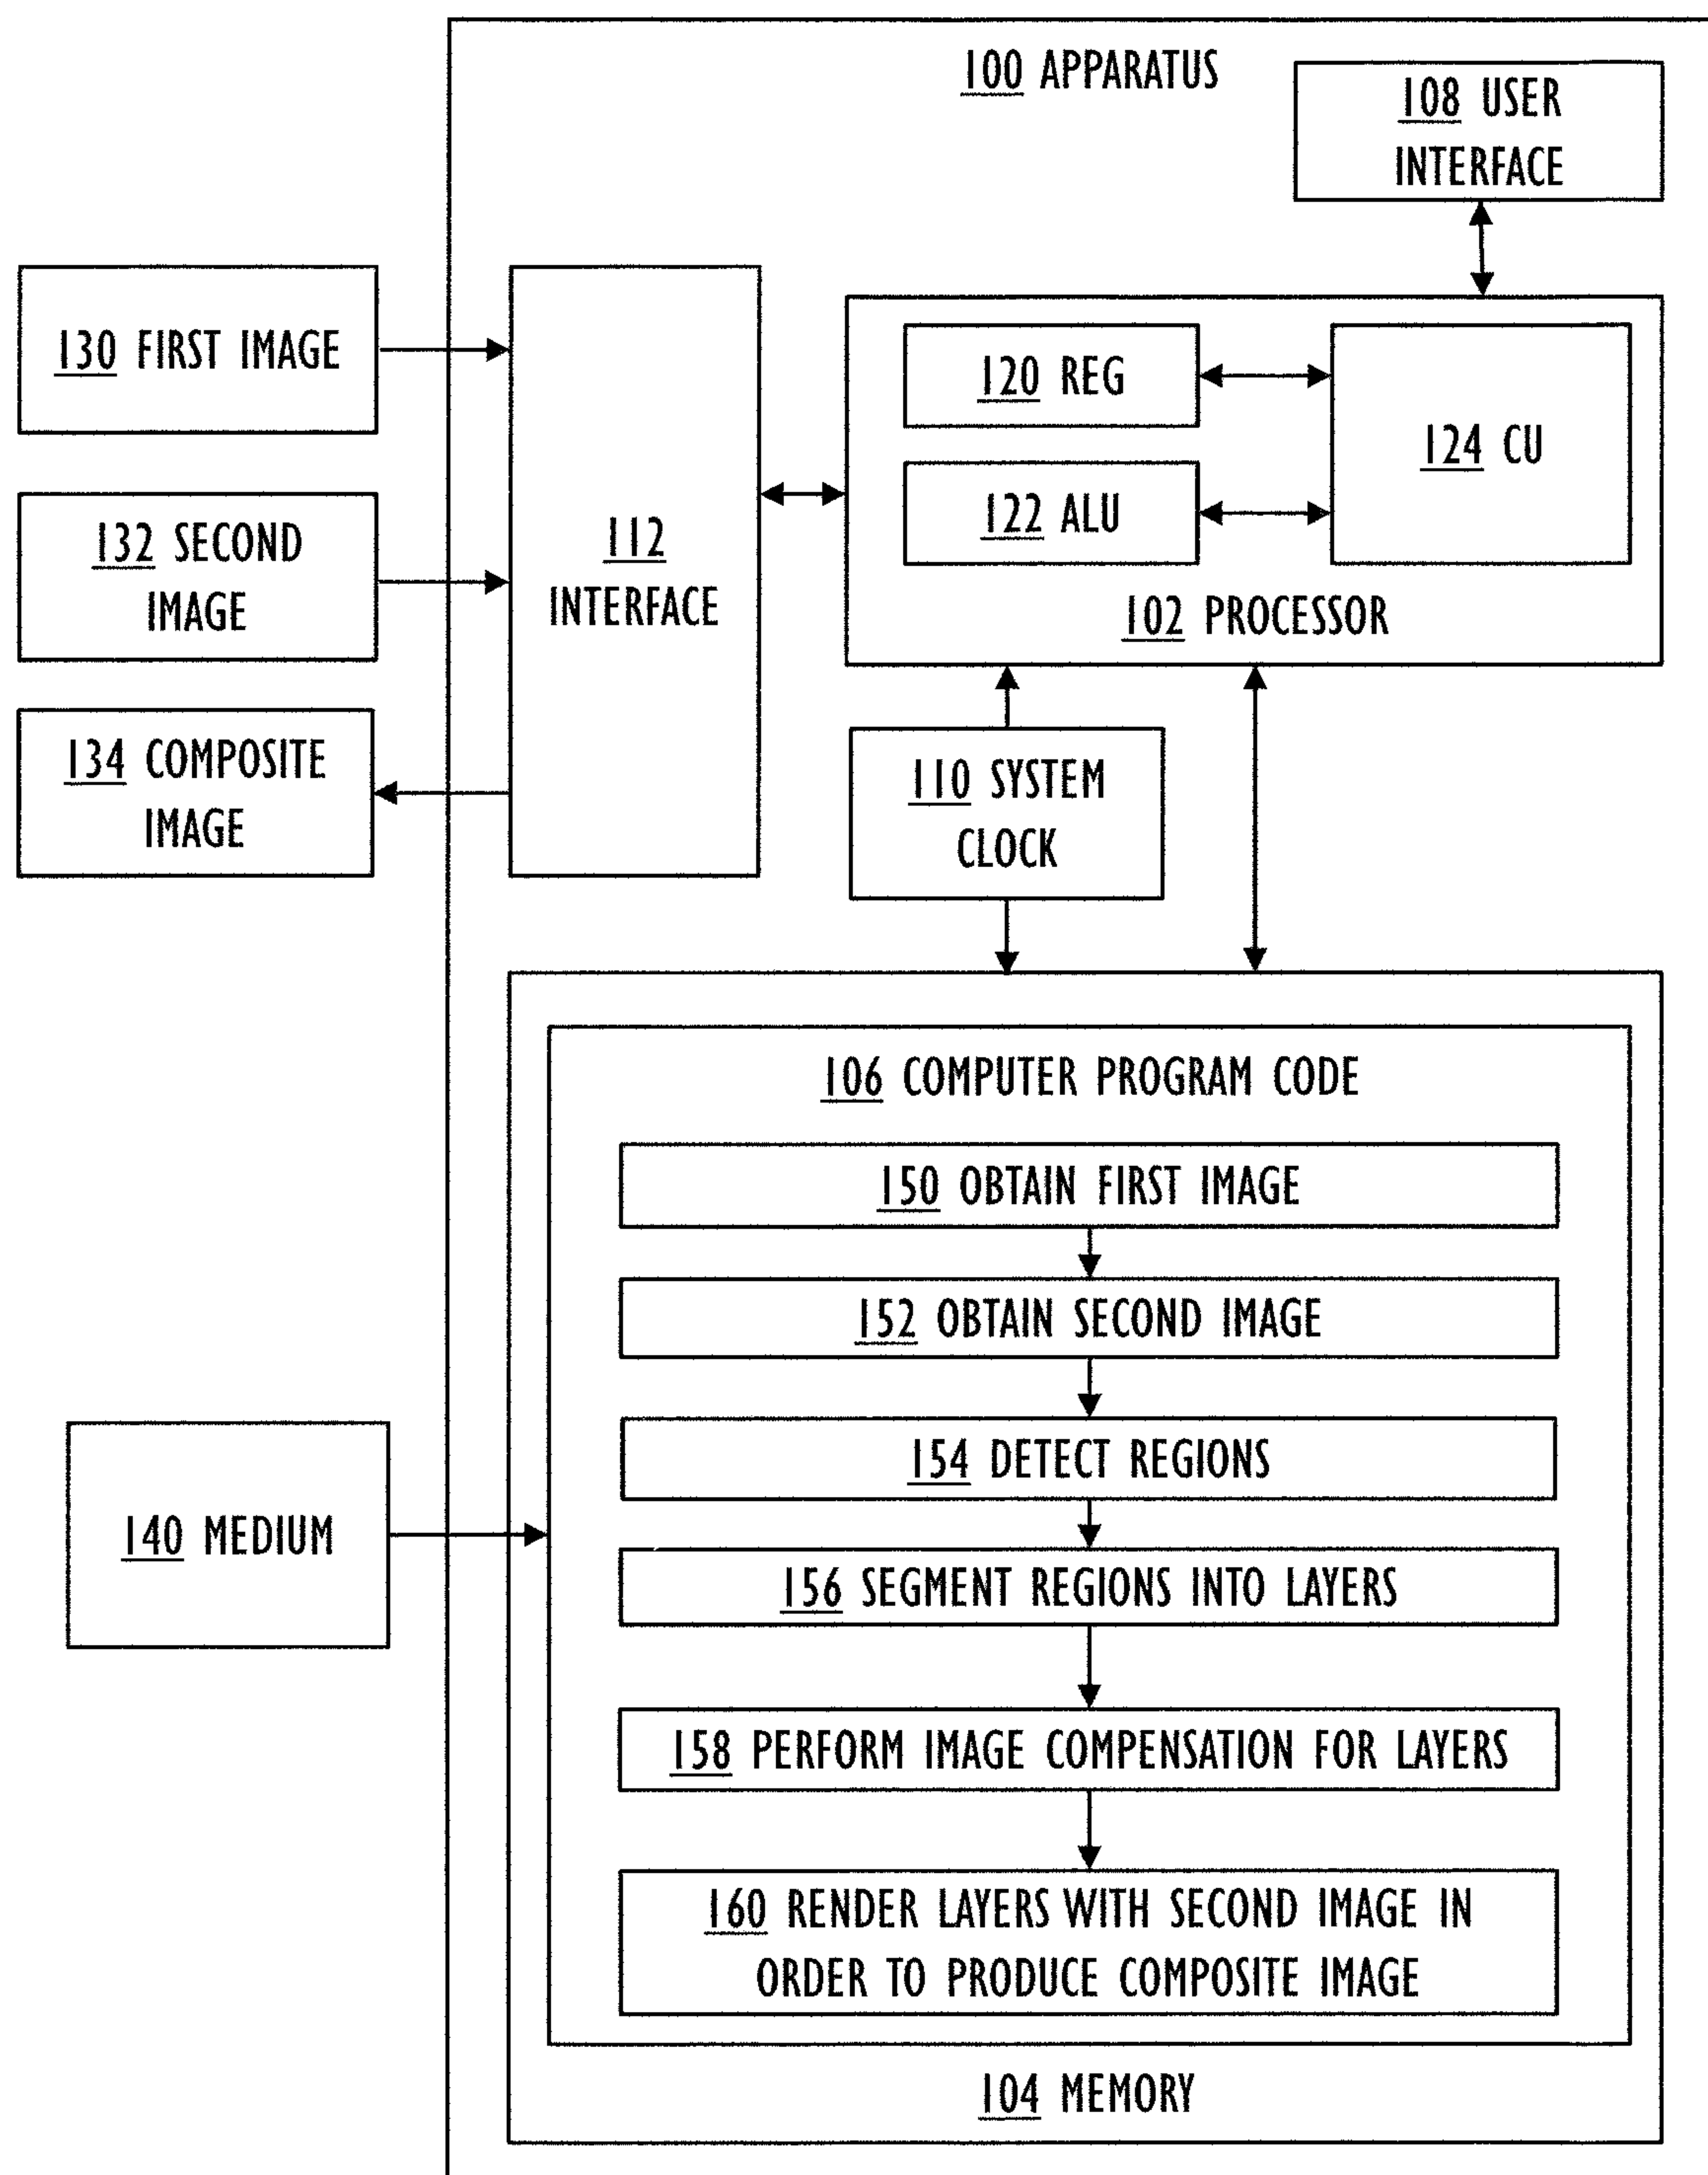 100 APPARATUS
108 USER
INTERFACE
130 FIRST IMAGE
132 SECOND
IMAGE
134 COMPOSITE
IMAGE
112
INTERFACE
120 REG
122 ALU
124 CU
102 PROCESSOR
110 SYSTEM
CLOCK
106 COMPUTER PROGRAM CODE
150 OBTAIN FIRST IMAGE
152 OBTAIN SECOND IMAGE
154 DETECT REGIONS
156 SEGMENT REGIONS INTO LAYERS
158 PERFORM IMAGE COMPENSATION FOR LAYERS
160 RENDER LAYERS WITH SECOND IMAGE IN
ORDER TO PRODUCE COMPOSITE IMAGE
140 MEDIUM
104 MEMORY